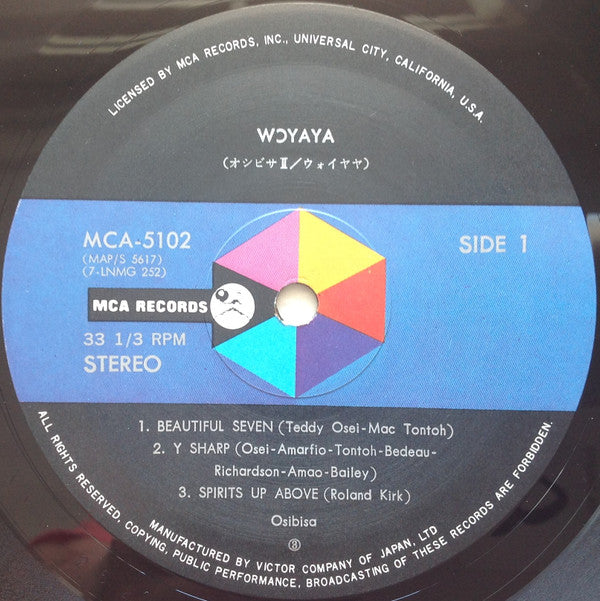 LICENSED BY MCA RECORDS, INC., UNIVERSAL CITY, CALIFORNIA, U.S.A.
WƆYAYA
(オシビサⅡ/ウォイヤヤ)
MCA-5102
(MAP/S 5617)
(7-LNMG 252)
SIDE 1
MCA RECORDS
33 1/3 RPM
STEREO
1. BEAUTIFUL SEVEN (Teddy Osei-Mac Tontoh)
2. Y SHARP (Osei-Amarfio-Tontoh-Bedeau-
Richardson-Amao-Bailey)
3. SPIRITS UP ABOVE (Roland Kirk)
Osibisa
MANUFACTURED BY VICTOR COMPANY OF JAPAN, LTD
ALL RIGHTS RESERVED, COPYING, PUBLIC PERFORMANCE, BROADCASTING OF THESE RECORDS ARE FORBIDDEN.